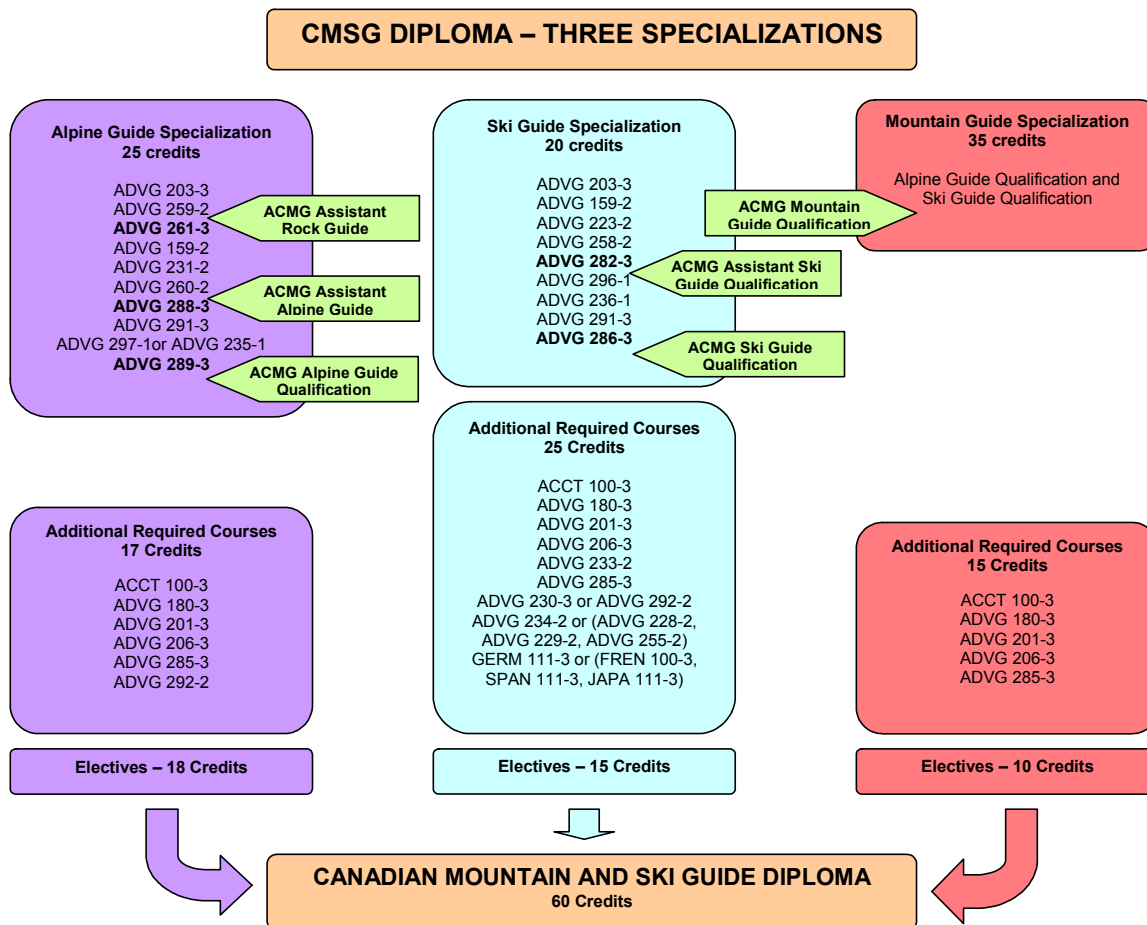 CMSG DIPLOMA – THREE SPECIALIZATIONS
Alpine Guide Specialization
25 credits
ADVG 203-3
ADVG 259-2
ADVG 261-3
ADVG 159-2
ADVG 231-2
ADVG 260-2
ADVG 288-3
ADVG 291-3
ADVG 297-1or ADVG 235-1
ADVG 289-3
ACMG Assistant
Rock Guide
ACMG Assistant
Alpine Guide
ACMG Alpine Guide
Qualification
Ski Guide Specialization
20 credits
ADVG 203-3
ADVG 159-2
ADVG 223-2
ADVG 258-2
ADVG 282-3
ADVG 296-1
ADVG 236-1
ADVG 291-3
ADVG 286-3
ACMG Assistant Ski
Guide Qualification
ACMG Ski Guide
Qualification
Mountain Guide Specialization
35 credits
Alpine Guide Qualification and
Ski Guide Qualification
ACMG Mountain
Guide Qualification
Additional Required Courses
17 Credits
ACCT 100-3
ADVG 180-3
ADVG 201-3
ADVG 206-3
ADVG 285-3
ADVG 292-2
Additional Required Courses
25 Credits
ACCT 100-3
ADVG 180-3
ADVG 201-3
ADVG 206-3
ADVG 233-2
ADVG 285-3
ADVG 230-3 or ADVG 292-2
ADVG 234-2 or (ADVG 228-2,
ADVG 229-2, ADVG 255-2)
GERM 111-3 or (FREN 100-3,
SPAN 111-3, JAPA 111-3)
Additional Required Courses
15 Credits
ACCT 100-3
ADVG 180-3
ADVG 201-3
ADVG 206-3
ADVG 285-3
Electives – 18 Credits
Electives – 15 Credits
Electives – 10 Credits
CANADIAN MOUNTAIN AND SKI GUIDE DIPLOMA
60 Credits